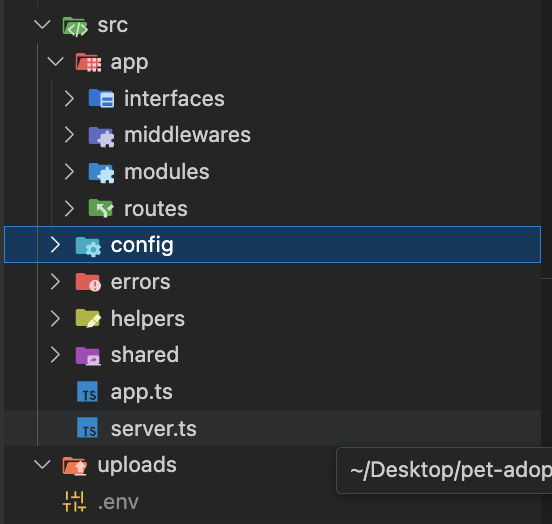 src
app
interfaces
middlewares
modules
routes
config
errors
helpers
shared
TS app.ts
TS server.ts
uploads
~/Desktop/pet-adop
.env